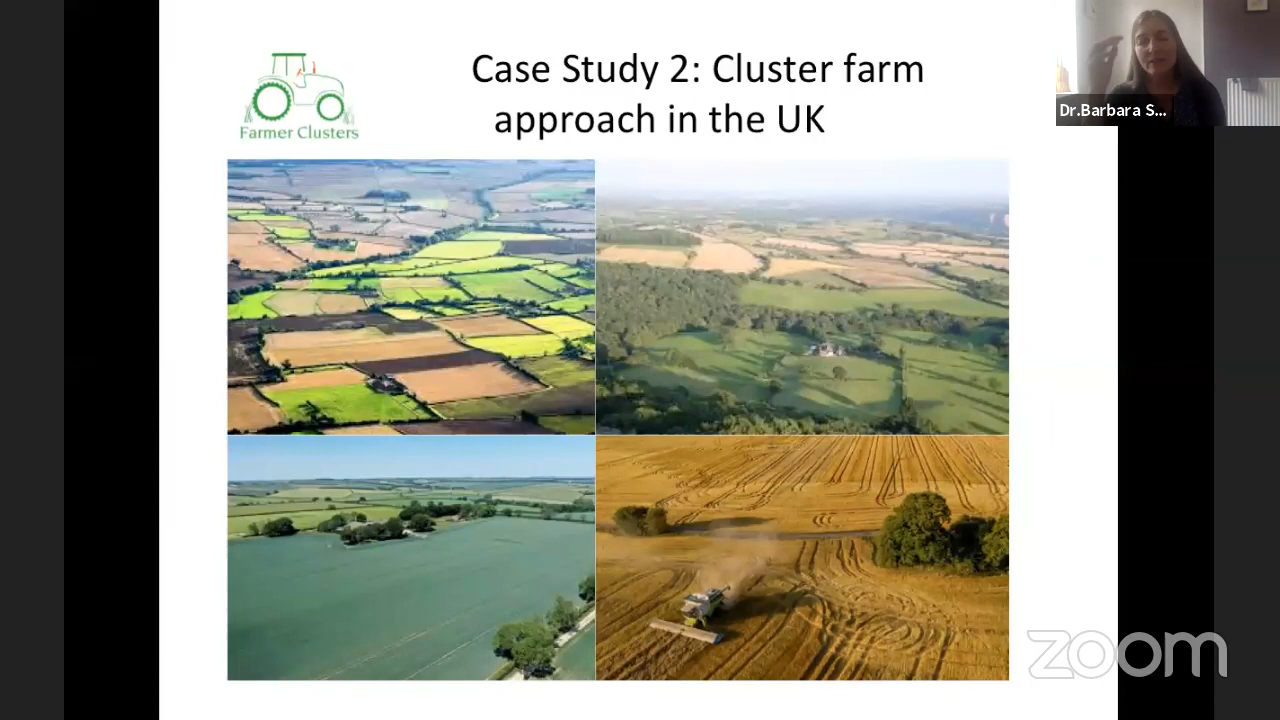 Case Study 2: Cluster farm
approach in the UK
Farmer Clusters
Dr.Barbara S...
zoom